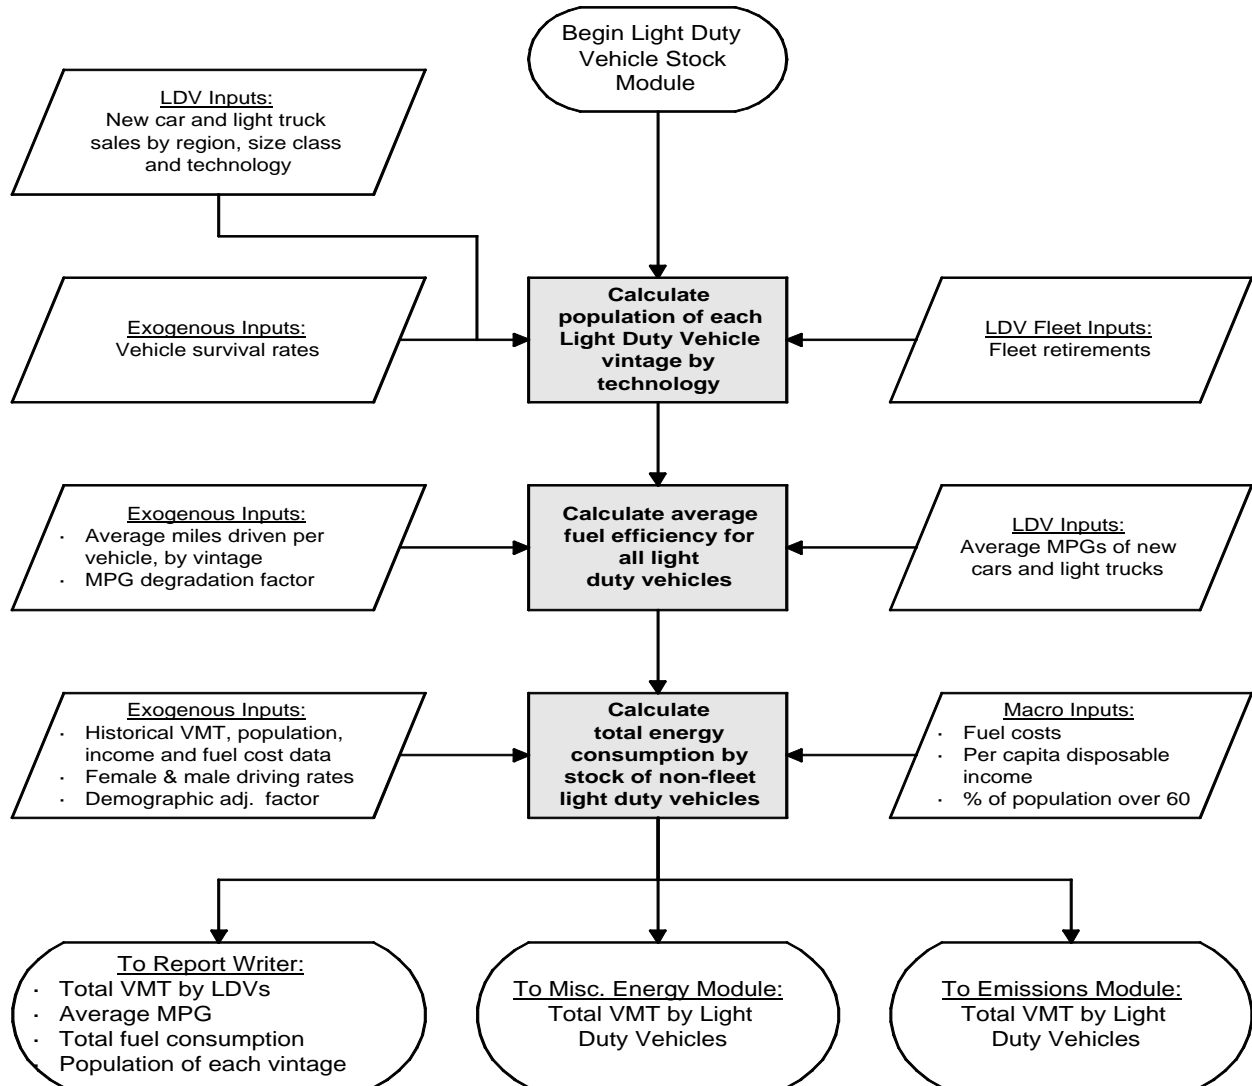 Begin Light Duty
Vehicle Stock
Module
LDV Inputs:
New car and light truck
sales by region, size class
and technology
Exogenous Inputs:
Vehicle survival rates
Calculate
population of each
Light Duty Vehicle
vintage by
technology
LDV Fleet Inputs:
Fleet retirements
Exogenous Inputs:
· Average miles driven per
vehicle, by vintage
· MPG degradation factor
Calculate average
fuel efficiency for
all light
duty vehicles
LDV Inputs:
Average MPGs of new
cars and light trucks
Exogenous Inputs:
· Historical VMT, population,
income and fuel cost data
· Female & male driving rates
· Demographic adj. factor
Calculate
total energy
consumption by
stock of non-fleet
light duty vehicles
Macro Inputs:
· Fuel costs
· Per capita disposable
income
· % of population over 60
To Report Writer:
· Total VMT by LDVs
· Average MPG
· Total fuel consumption
· Population of each vintage
To Misc. Energy Module:
Total VMT by Light
Duty Vehicles
To Emissions Module:
Total VMT by Light
Duty Vehicles